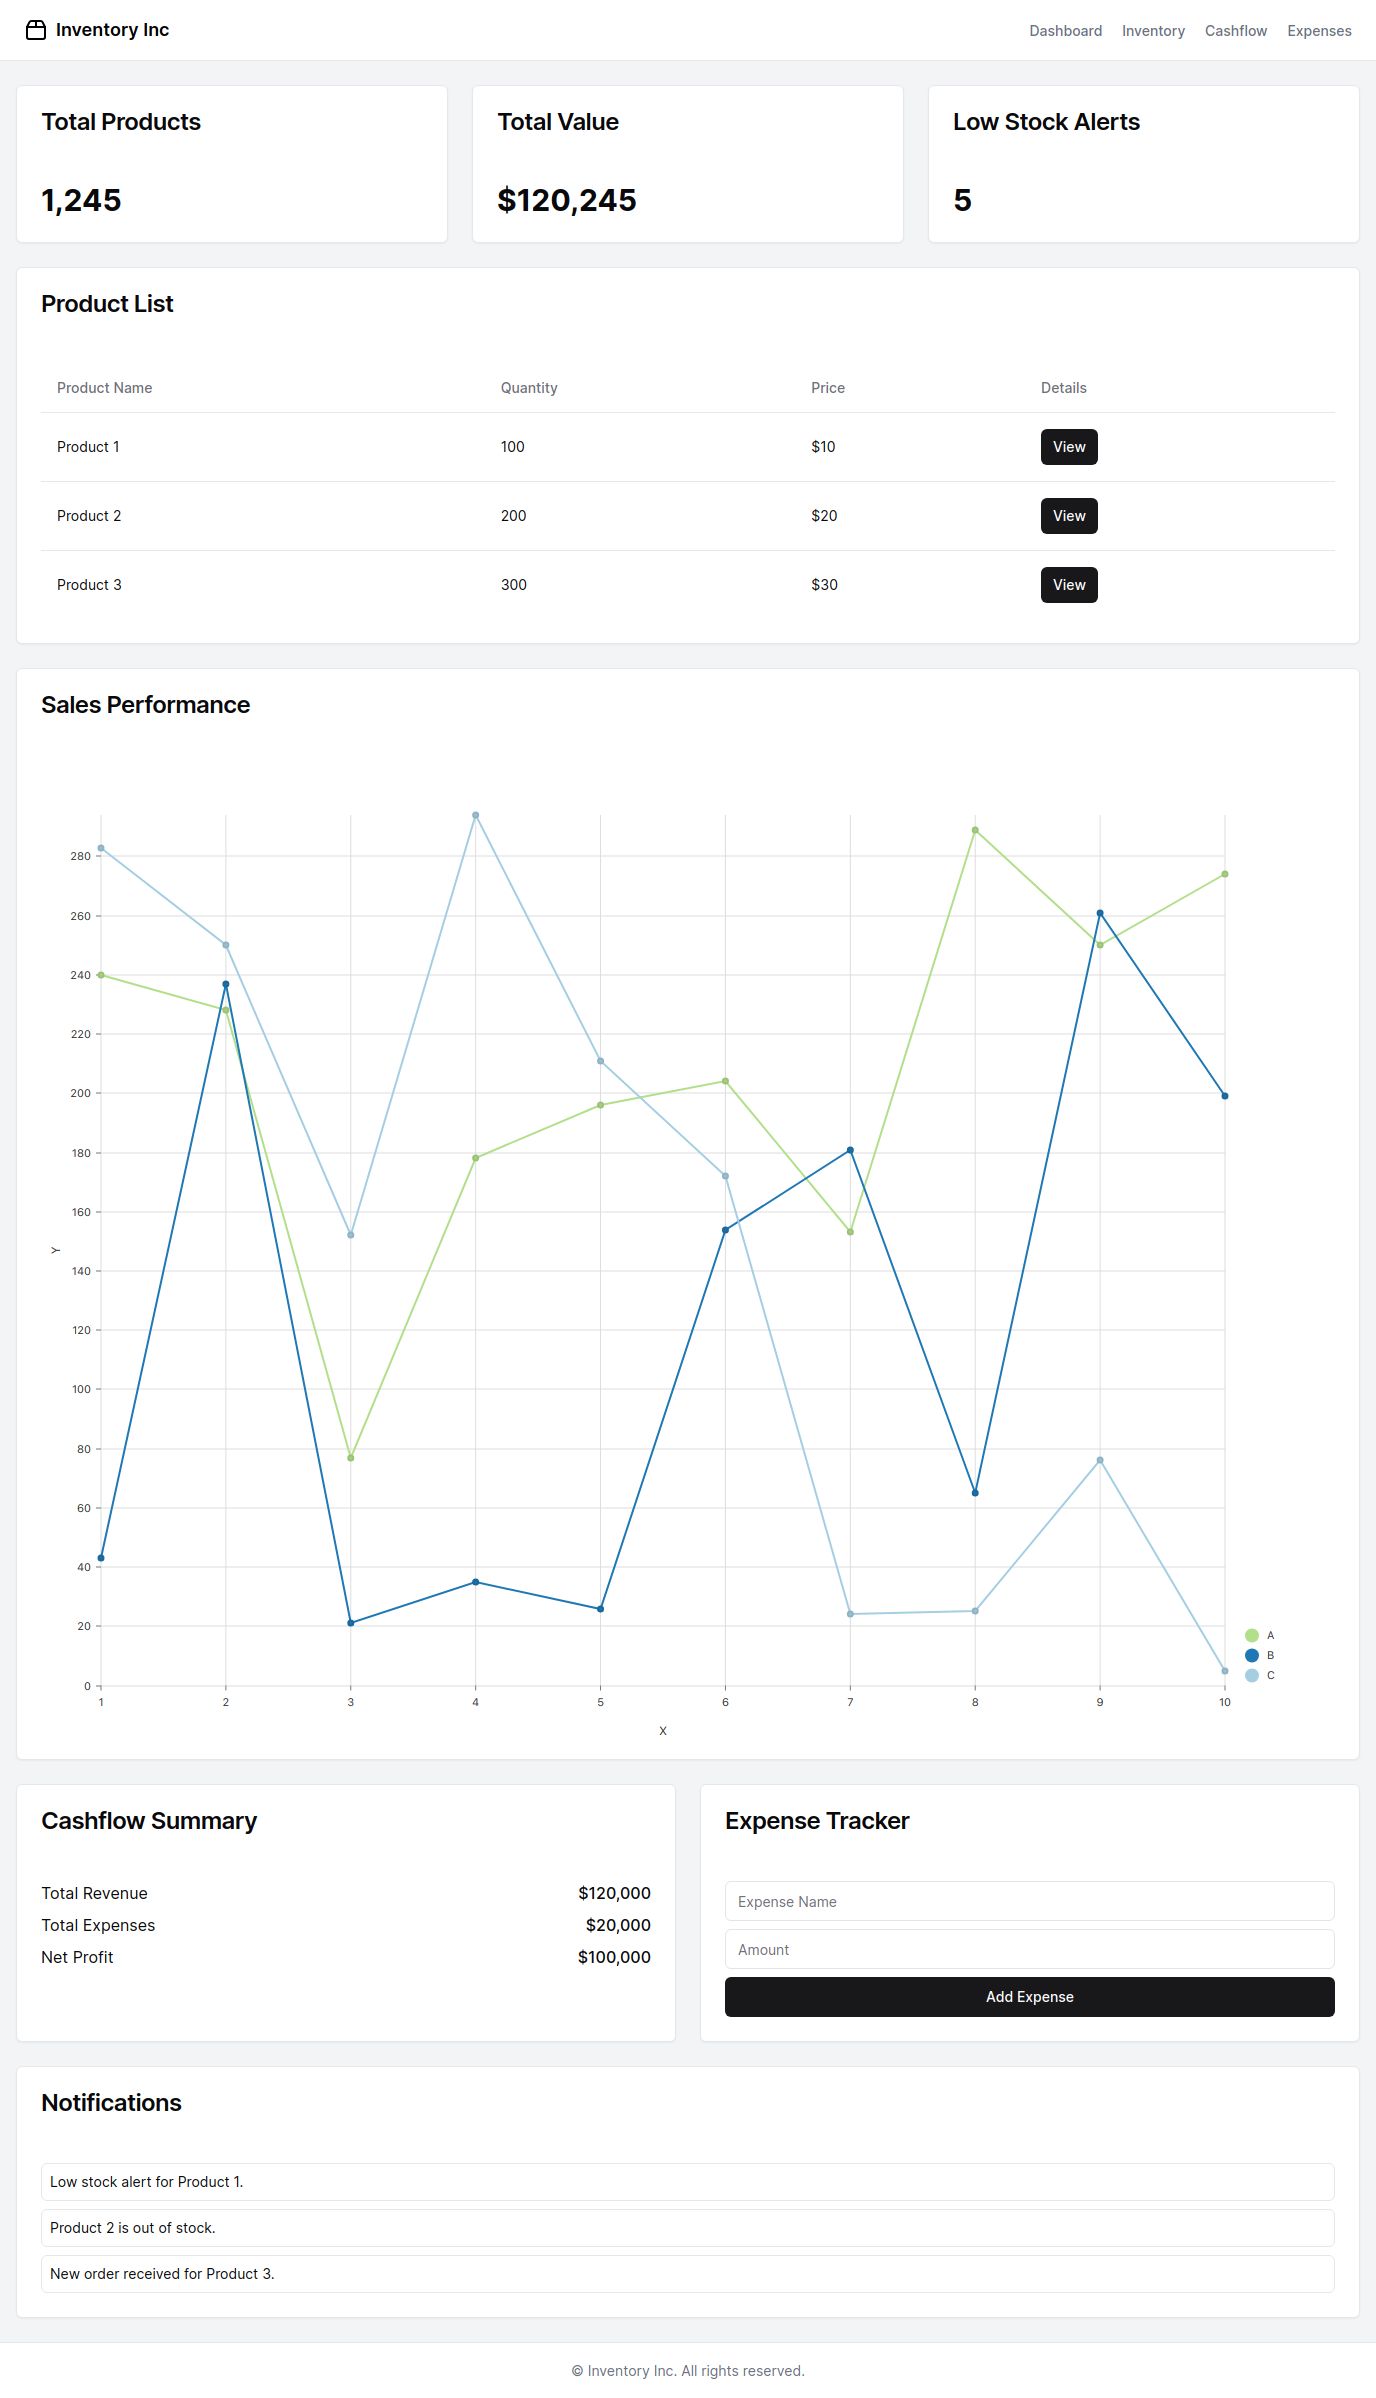 Inventory Inc
Dashboard Inventory Cashflow Expenses
Total Products
1,245
Total Value
$120,245
Low Stock Alerts
5
Product List
Product Name Quantity Price Details
Product 1 100 $10 View
Product 2 200 $20 View
Product 3 300 $30 View
Sales Performance
280
260
240
220
200
180
160
140
120
100
80
60
40
20
0
Y
1 2 3 4 5 6 7 8 9 10
X
A
B
C
Cashflow Summary
Total Revenue $120,000
Total Expenses $20,000
Net Profit $100,000
Expense Tracker
Expense Name
Amount
Add Expense
Notifications
Low stock alert for Product 1.
Product 2 is out of stock.
New order received for Product 3.
© Inventory Inc. All rights reserved.